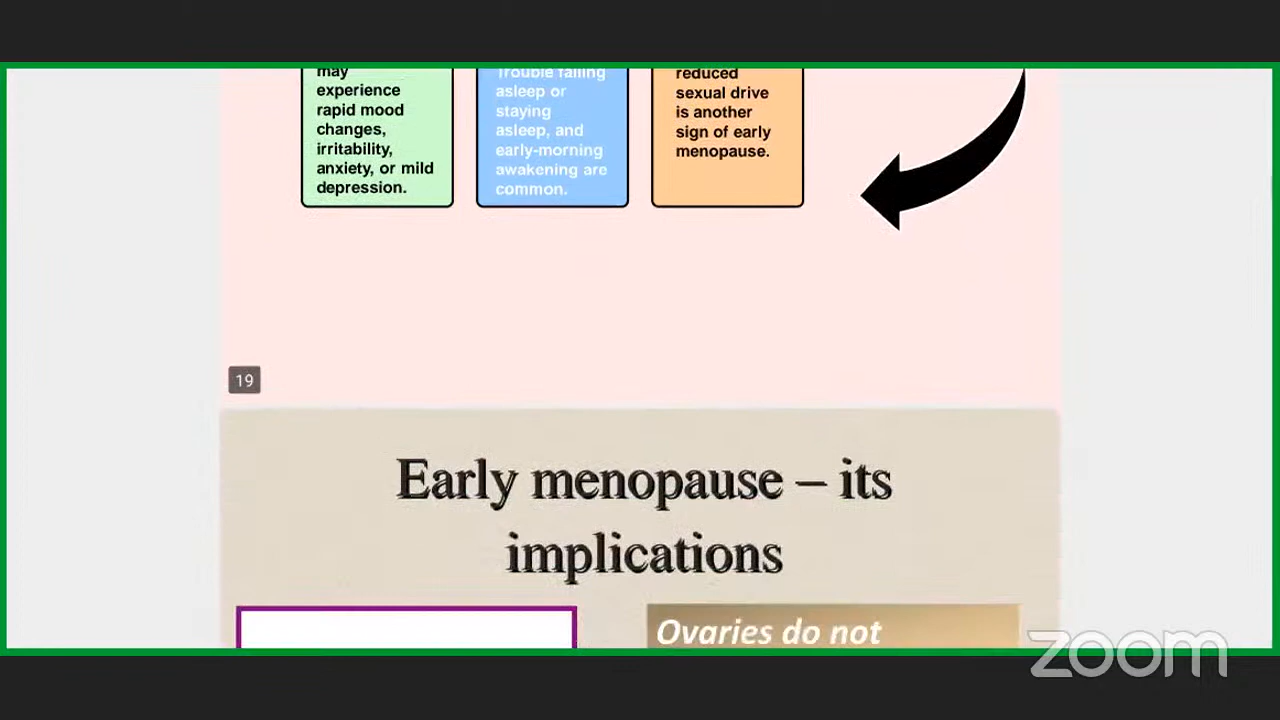 may
experience
rapid mood
changes,
irritability,
anxiety, or mild
depression.
Trouble falling
asleep or
staying
asleep, and
early-morning
awakening are
common.
reduced
sexual drive
is another
sign of early
menopause.
19
Early menopause – its
implications
Ovaries do not
zoom